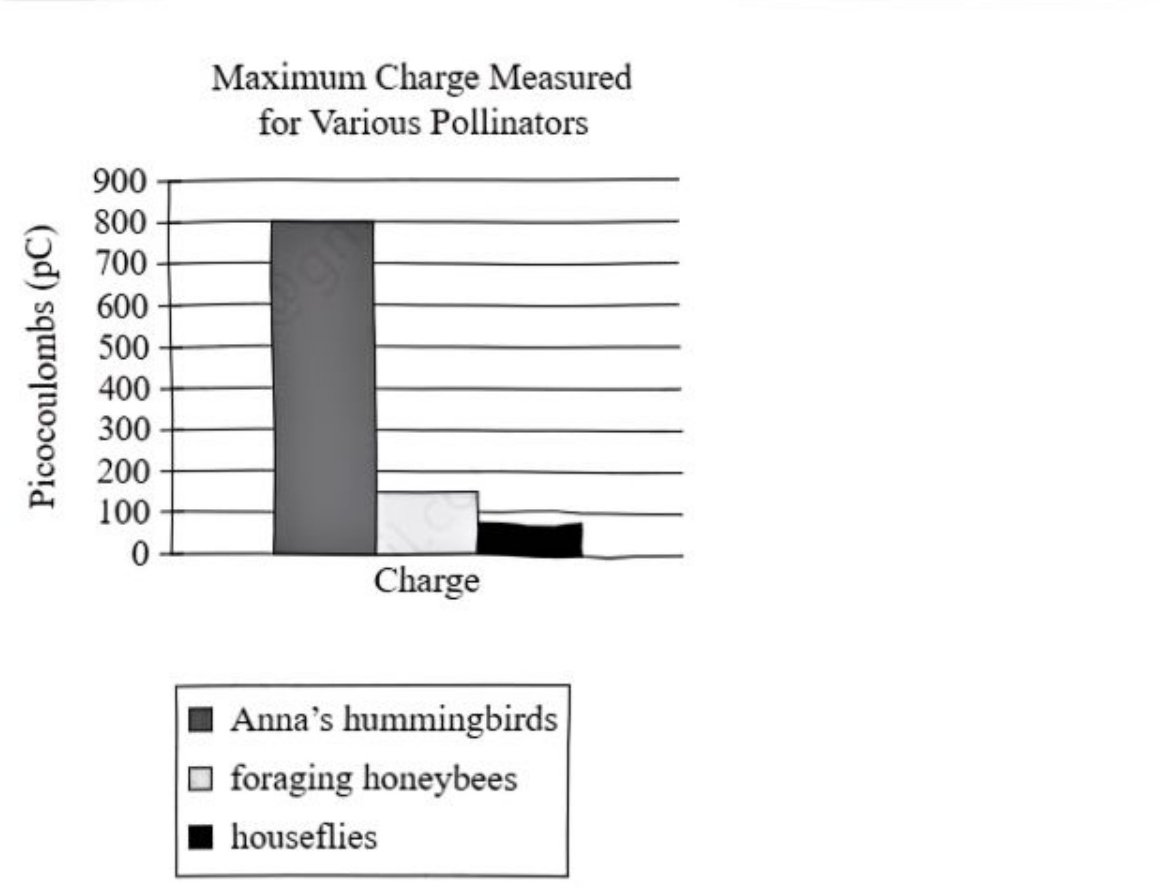 Maximum Charge Measured
for Various Pollinators
Picocoulombs (pC)
900
800
700
600
500
400
300
200
100
0
Charge
Anna’s hummingbirds
foraging honeybees
houseflies